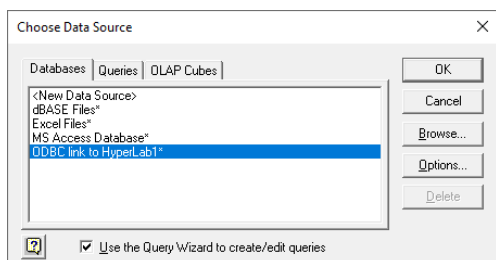 Choose Data Source
Databases Queries OLAP Cubes
<New Data Source>
dBASE Files*
Excel Files*
MS Access Database*
ODBC link to HyperLab1*
OK
Cancel
Browse...
Options...
Delete
Use the Query Wizard to create/edit queries